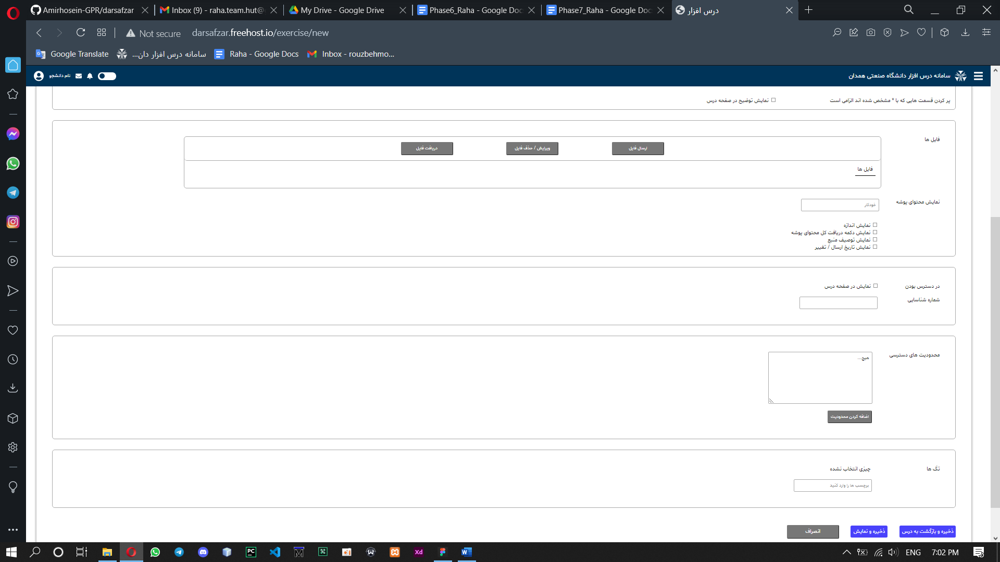 Amirhosein-GPR/darsafzar
Inbox (9) - raha.team.hut@
My Drive - Google Drive
Phase6_Raha - Google Doc
Phase7_Raha - Google Doc
درس افزار
Not secure
darsafzar.freehost.io/exercise/new
Google Translate
سامانه درس افزار دان...
Raha - Google Docs
Inbox - rouzbehmo...
سامانه درس افزار دانشگاه صنعتی همدان
نام دانشجو
پر کردن قسمت هایی که با * مشخص شده اند الزامی است
نمایش توضیح در صفحه درس
فایل ها
ارسال فایل
ویرایش / حذف فایل
دریافت فایل
فایل ها
نمایش محتوای پوشه
خودکار
نمایش اندازه
نمایش دکمه دریافت کل محتوای پوشه
نمایش توصیف منبع
نمایش تاریخ ارسال / تغییر
در دسترس بودن
نمایش در صفحه درس
شماره شناسایی
محدودیت های دسترسی
هیچ...
اضافه کردن محدودیت
تگ ها
چیزی انتخاب نشده
برچسب ها را وارد کنید
ذخیره و بازگشت به درس
ذخیره و نمایش
انصراف
PC
Xd
W
ENG
7:02 PM